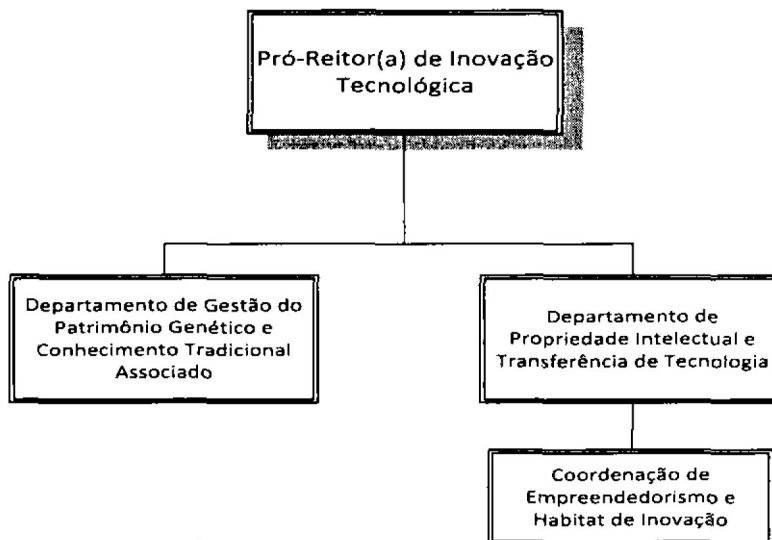 Pró-Reitor(a) de Inovação
Tecnológica
Departamento de Gestão do
Patrimônio Genético e
Conhecimento Tradicional
Associado
Departamento de
Propriedade Intelectual e
Transferência de Tecnologia
Coordenação de
Empreendedorismo e
Habitat de Inovação